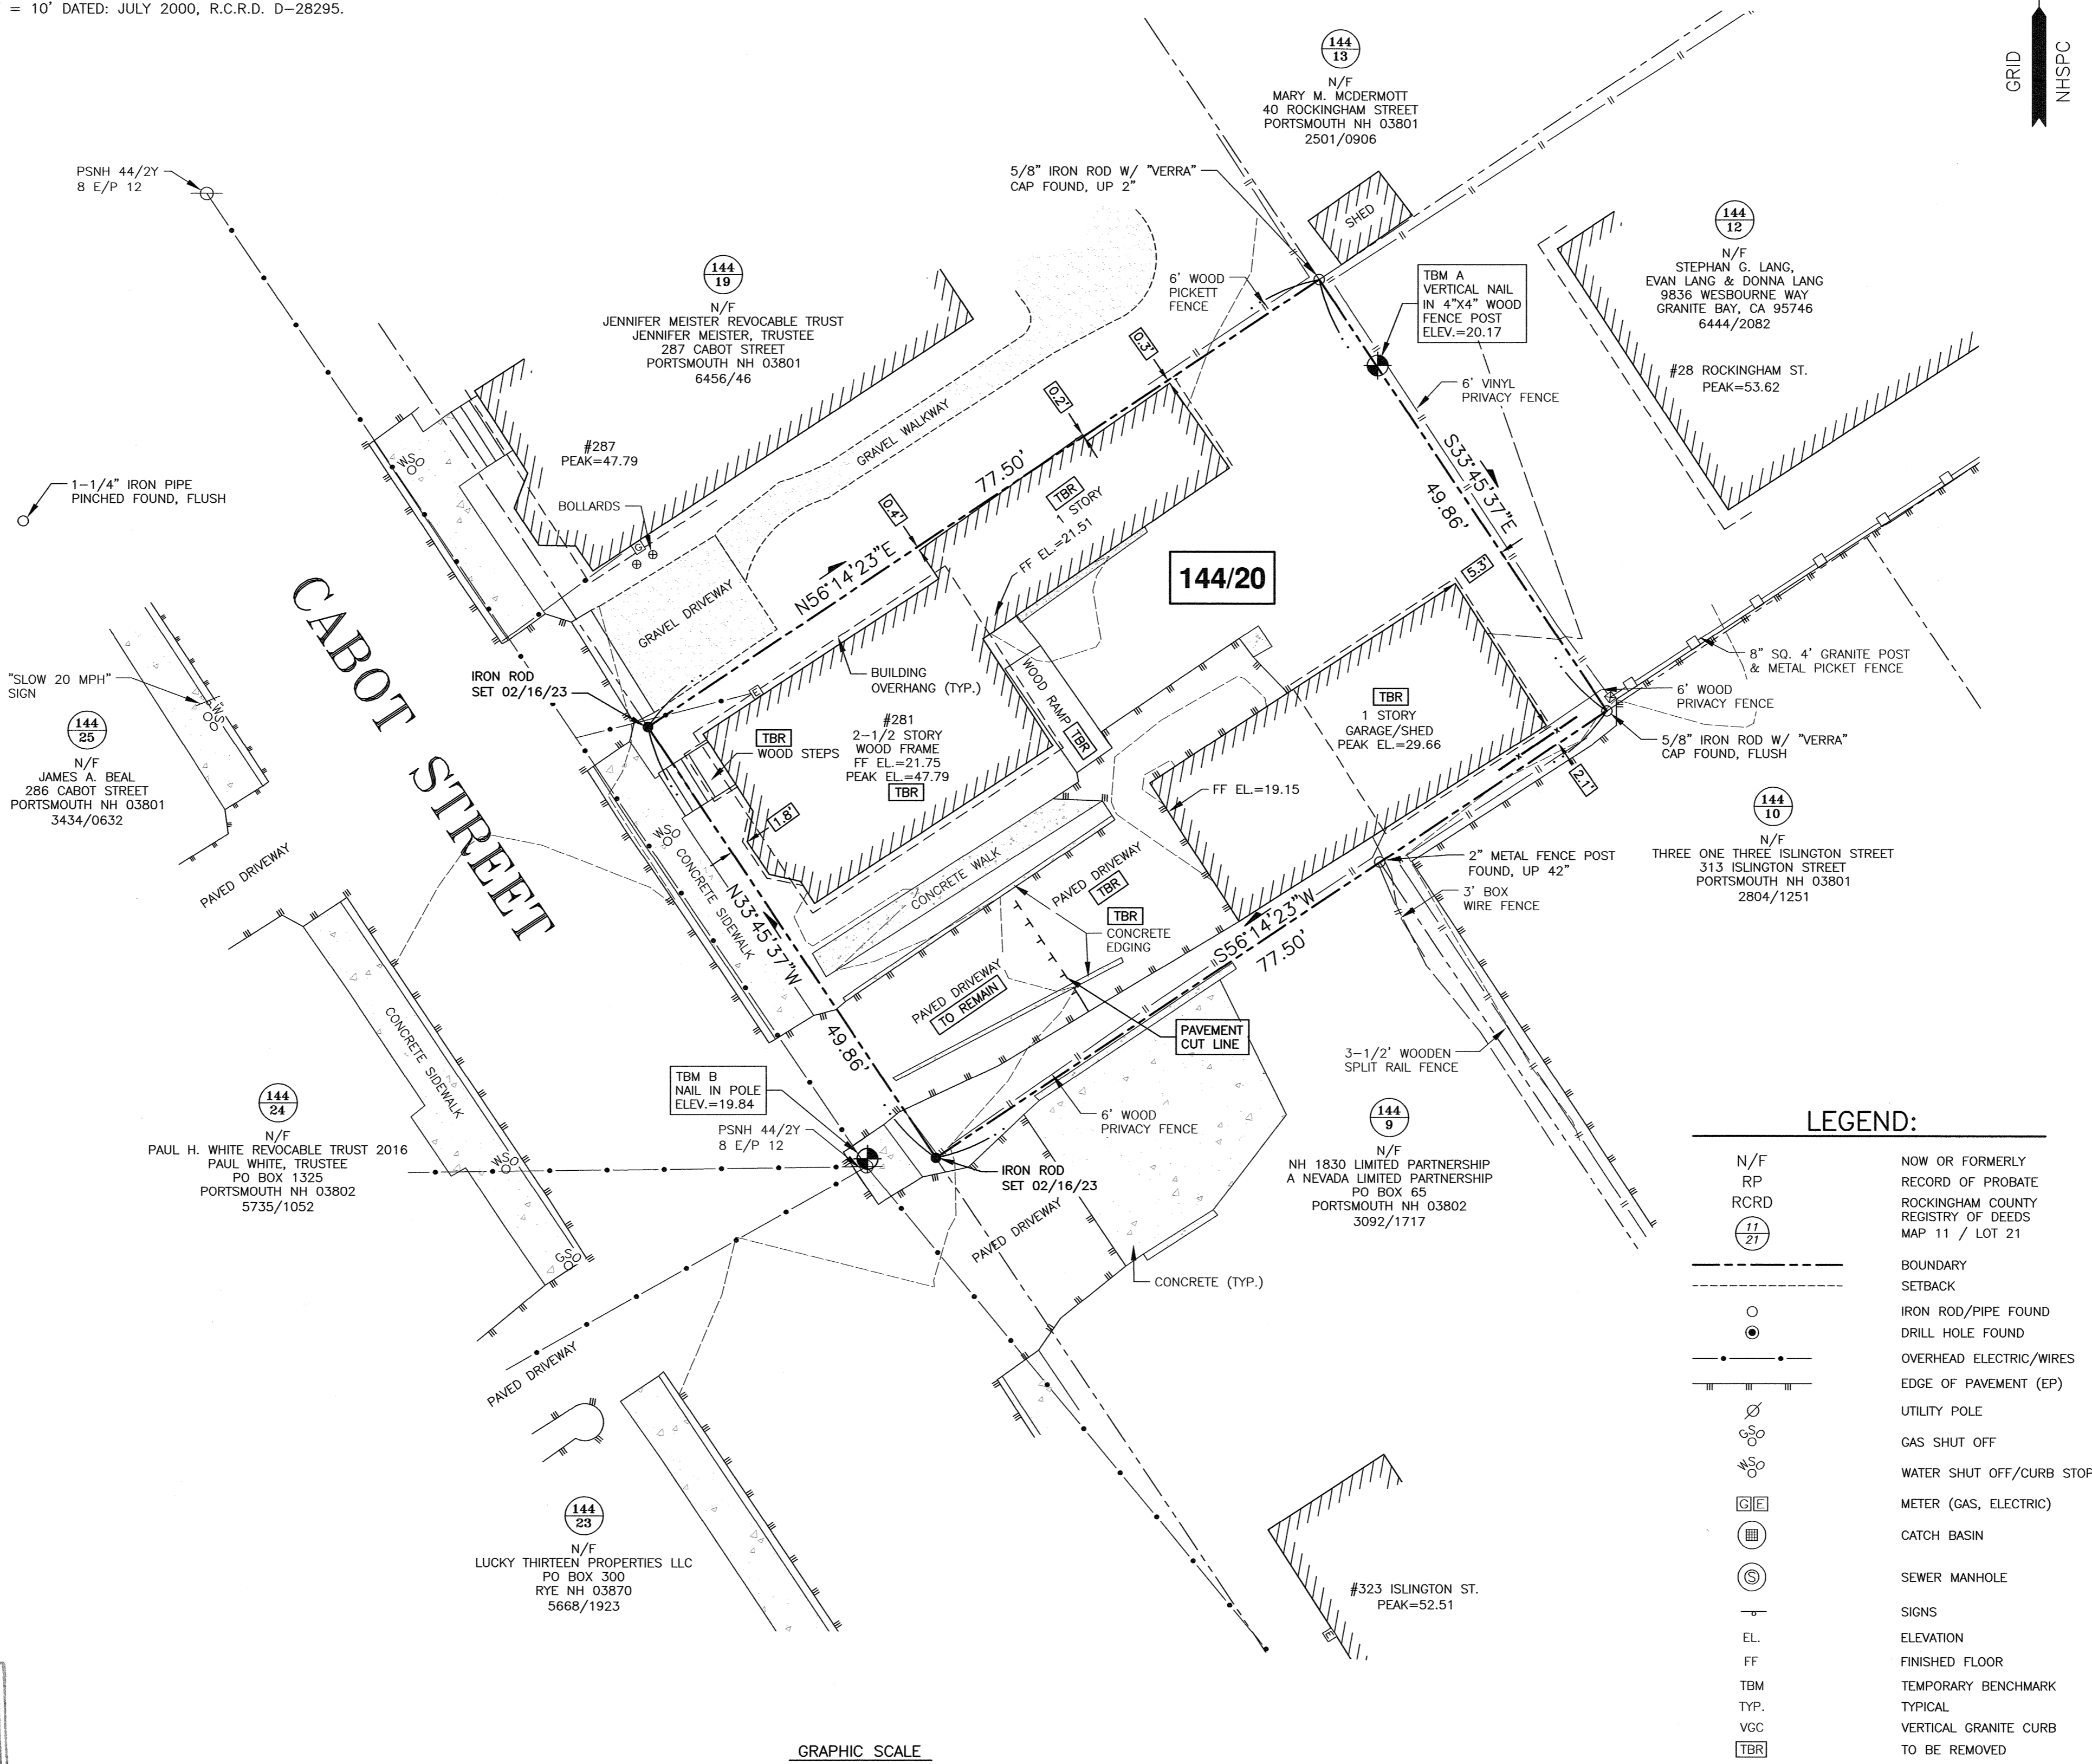 = 10' DATED: JULY 2000, R.C.R.D. D-28295.
GRID
NHSPC
144
13
N/F
MARY M. MCDERMOTT
40 ROCKINGHAM STREET
PORTSMOUTH NH 03801
2501/0906
PSNH 44/2Y
8 E/P 12
5/8" IRON ROD W/ "VERRA"
CAP FOUND, UP 2"
SHED
144
12
N/F
STEPHAN G. LANG,
EVAN LANG & DONNA LANG
9836 WESBOURNE WAY
GRANITE BAY, CA 95746
6444/2082
144
19
N/F
JENNIFER MEISTER REVOCABLE TRUST
JENNIFER MEISTER, TRUSTEE
287 CABOT STREET
PORTSMOUTH NH 03801
6456/46
6' WOOD
PICKETT
FENCE
TBM A
VERTICAL NAIL
IN 4"X4" WOOD
FENCE POST
ELEV.=20.17
#28 ROCKINGHAM ST.
PEAK=53.62
6' VINYL
PRIVACY FENCE
0.3'
0.2'
0.4'
GRAVEL WALKWAY
#287
PEAK=47.79
WSO
BOLLARDS
G
1-1/4" IRON PIPE
PINCHED FOUND, FLUSH
77.50'
N56°14'23"E
TBR
1 STORY
FF EL.=21.51
S33°45'37"E
49.86'
5.3'
144/20
GRAVEL DRIVEWAY
CABOT STREET
IRON ROD
SET 02/16/23
E
BUILDING
OVERHANG (TYP.)
WOOD RAMP
TBR
8" SQ. 4' GRANITE POST
& METAL PICKET FENCE
6' WOOD
PRIVACY FENCE
5/8" IRON ROD W/ "VERRA"
CAP FOUND, FLUSH
"SLOW 20 MPH"
SIGN
WSO
144
25
N/F
JAMES A. BEAL
286 CABOT STREET
PORTSMOUTH NH 03801
3434/0632
TBR
WOOD STEPS
#281
2-1/2 STORY
WOOD FRAME
FF EL.=21.75
PEAK EL.=47.79
TBR
TBR
1 STORY
GARAGE/SHED
PEAK EL.=29.66
FF EL.=19.15
2.1'
1.8'
WSO
144
10
N/F
THREE ONE THREE ISLINGTON STREET
313 ISLINGTON STREET
PORTSMOUTH NH 03801
2804/1251
2" METAL FENCE POST
FOUND, UP 42"
3' BOX
WIRE FENCE
PAVED DRIVEWAY
CONCRETE SIDEWALK
N33°45'37"W
49.86'
CONCRETE WALK
PAVED DRIVEWAY
TBR
TBR
CONCRETE
EDGING
S56°14'23"W
77.50'
PAVED DRIVEWAY
TO REMAIN
PAVEMENT
CUT LINE
CONCRETE SIDEWALK
3-1/2' WOODEN
SPLIT RAIL FENCE
TBM B
NAIL IN POLE
ELEV.=19.84
PSNH 44/2Y
8 E/P 12
6' WOOD
PRIVACY FENCE
144
24
N/F
PAUL H. WHITE REVOCABLE TRUST 2016
PAUL WHITE, TRUSTEE
PO BOX 1325
PORTSMOUTH NH 03802
5735/1052
WSO
144
9
N/F
NH 1830 LIMITED PARTNERSHIP
A NEVADA LIMITED PARTNERSHIP
PO BOX 65
PORTSMOUTH NH 03802
3092/1717
IRON ROD
SET 02/16/23
PAVED DRIVEWAY
GSO
CONCRETE (TYP.)
PAVED DRIVEWAY
144
23
N/F
LUCKY THIRTEEN PROPERTIES LLC
PO BOX 300
RYE NH 03870
5668/1923
#323 ISLINGTON ST.
PEAK=52.51
E
LEGEND:
N/F NOW OR FORMERLY
RP RECORD OF PROBATE
RCRD ROCKINGHAM COUNTY
REGISTRY OF DEEDS
11
21
MAP 11 / LOT 21
BOUNDARY
SETBACK
IRON ROD/PIPE FOUND
DRILL HOLE FOUND
OVERHEAD ELECTRIC/WIRES
EDGE OF PAVEMENT (EP)
UTILITY POLE
GSO GAS SHUT OFF
WSO WATER SHUT OFF/CURB STOP
G E METER (GAS, ELECTRIC)
CATCH BASIN
S SEWER MANHOLE
SIGNS
EL. ELEVATION
FF FINISHED FLOOR
TBM TEMPORARY BENCHMARK
TYP. TYPICAL
VGC VERTICAL GRANITE CURB
TBR TO BE REMOVED
GRAPHIC SCALE